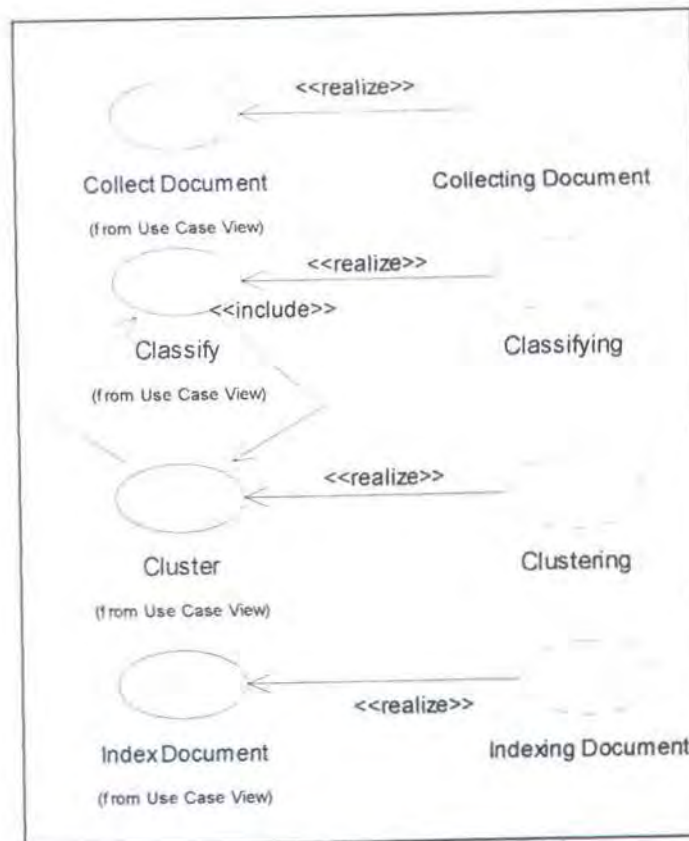 <<realize>>
Collect Document
Collecting Document
(from Use Case View)
<<realize>>
<<include>>
Classify
Classifying
(from Use Case View)
<<realize>>
Cluster
Clustering
(from Use Case View)
<<realize>>
Index Document
Indexing Document
(from Use Case View)